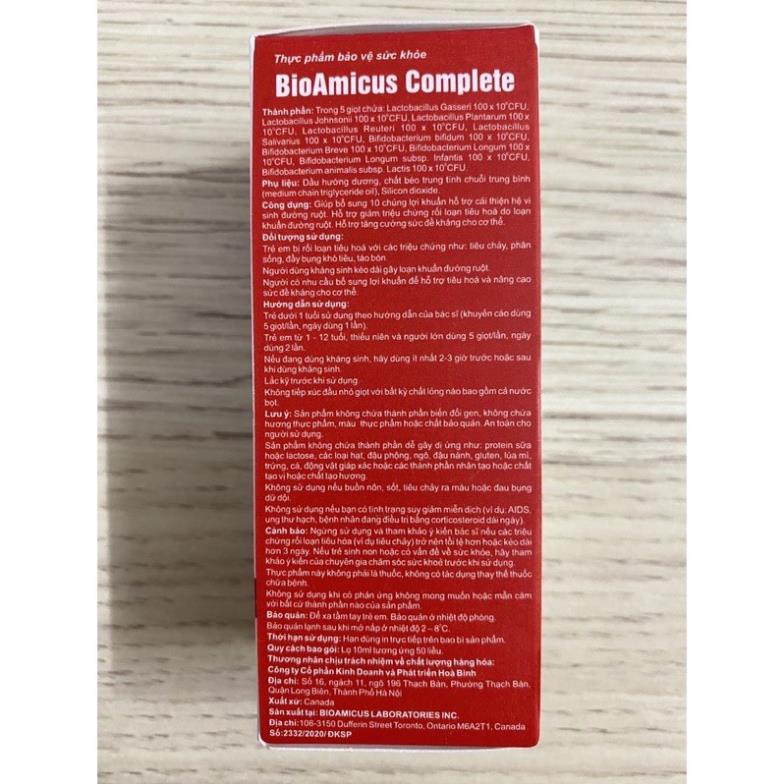 Thực phẩm bảo vệ sức khỏe
BioAmicus Complete
Thành phần: Trong 5 giọt chứa: Lactobacillus Gasseri 100 x 10⁶CFU,
Lactobacillus Johnsonii 100 x 10⁶CFU, Lactobacillus Plantarum 100 x
10⁶CFU, Lactobacillus Reuteri 100 x 10⁶CFU, Lactobacillus
Salivarius 100 x 10⁶CFU, Bifidobacterium bifidum 100 x 10⁶CFU,
Bifidobacterium Breve 100 x 10⁶CFU, Bifidobacterium Longum 100 x
10⁶CFU, Bifidobacterium Longum subsp. Infantis 100 x 10⁶CFU,
Bifidobacterium animalis subsp. Lactis 100 x 10⁶CFU.
Phụ liệu: Dầu hướng dương, chất béo trung tính chuỗi trung bình
(medium chain triglyceride oil), Silicon dioxide.
Công dụng: Giúp bổ sung 10 chủng lợi khuẩn hỗ trợ cải thiện hệ vi
sinh đường ruột. Hỗ trợ giảm triệu chứng rối loạn tiêu hoá do loạn
khuẩn đường ruột. Hỗ trợ tăng cường sức đề kháng cho cơ thể.
Đối tượng sử dụng:
Trẻ em bị rối loạn tiêu hoá với các triệu chứng như: tiêu chảy, phân
sống, đầy bụng khó tiêu, táo bón.
Người dùng kháng sinh kéo dài gây loạn khuẩn đường ruột.
Người có nhu cầu bổ sung lợi khuẩn để hỗ trợ tiêu hoá và nâng cao
sức đề kháng cho cơ thể.
Hướng dẫn sử dụng:
Trẻ dưới 1 tuổi sử dụng theo hướng dẫn của bác sĩ (khuyến cáo dùng
5 giọt/lần, ngày dùng 1 lần).
Trẻ em từ 1 - 12 tuổi, thiếu niên và người lớn dùng 5 giọt/lần, ngày
dùng 2 lần.
Nếu đang dùng kháng sinh, hãy dùng ít nhất 2-3 giờ trước hoặc sau
khi dùng kháng sinh.
Lắc kỹ trước khi sử dụng.
Không tiếp xúc đầu nhỏ giọt với bất kỳ chất lỏng nào bao gồm cả nước
bọt.
Lưu ý: Sản phẩm không chứa thành phần biến đổi gen, không chứa
hương thực phẩm, màu thực phẩm hoặc chất bảo quản. An toàn cho
người sử dụng.
Sản phẩm không chứa thành phần dễ gây dị ứng như: protein sữa
hoặc lactose, các loại hạt, đậu phộng, ngô, đậu nành, gluten, lúa mì,
trứng, cá, động vật giáp xác hoặc các thành phần nhân tạo hoặc chất
tạo vị hoặc chất tạo hương.
Không sử dụng nếu buồn nôn, sốt, tiêu chảy ra máu hoặc đau bụng
dữ dội.
Không sử dụng nếu bạn có tình trạng suy giảm miễn dịch (ví dụ: AIDS,
ung thư hạch, bệnh nhân đang điều trị bằng corticosteroid dài ngày).
Cảnh báo: Ngừng sử dụng và tham khảo ý kiến bác sĩ nếu các triệu
chứng rối loạn tiêu hóa (ví dụ tiêu chảy) trở nên tồi tệ hơn hoặc kéo dài
hơn 3 ngày. Nếu trẻ sinh non hoặc có vấn đề về sức khỏe, hãy tham
khảo ý kiến của chuyên gia chăm sóc sức khoẻ trước khi sử dụng.
Thực phẩm này không phải là thuốc, không có tác dụng thay thế thuốc
chữa bệnh.
Không sử dụng khi có phản ứng không mong muốn hoặc mẫn cảm
với bất cứ thành phần nào của sản phẩm.
Bảo quản: Để xa tầm tay trẻ em. Bảo quản ở nhiệt độ phòng.
Bảo quản lạnh sau khi mở nắp ở nhiệt độ 2 – 8°C.
Thời hạn sử dụng: Hạn dùng in trực tiếp trên bao bì sản phẩm.
Quy cách bao gói: Lọ 10ml tương ứng 50 liều.
Thương nhân chịu trách nhiệm về chất lượng hàng hóa:
Công ty Cổ phần Kinh Doanh và Phát triển Hoà Bình
Địa chỉ: Số 16, ngách 11, ngõ 196 Thạch Bàn, Phường Thạch Bàn,
Quận Long Biên, Thành Phố Hà Nội
Xuất xứ: Canada
Sản xuất tại: BIOAMICUS LABORATORIES INC.
Địa chỉ:106-3150 Dufferin Street Toronto, Ontario M6A2T1, Canada
Số:2332/2020/ ĐKSP